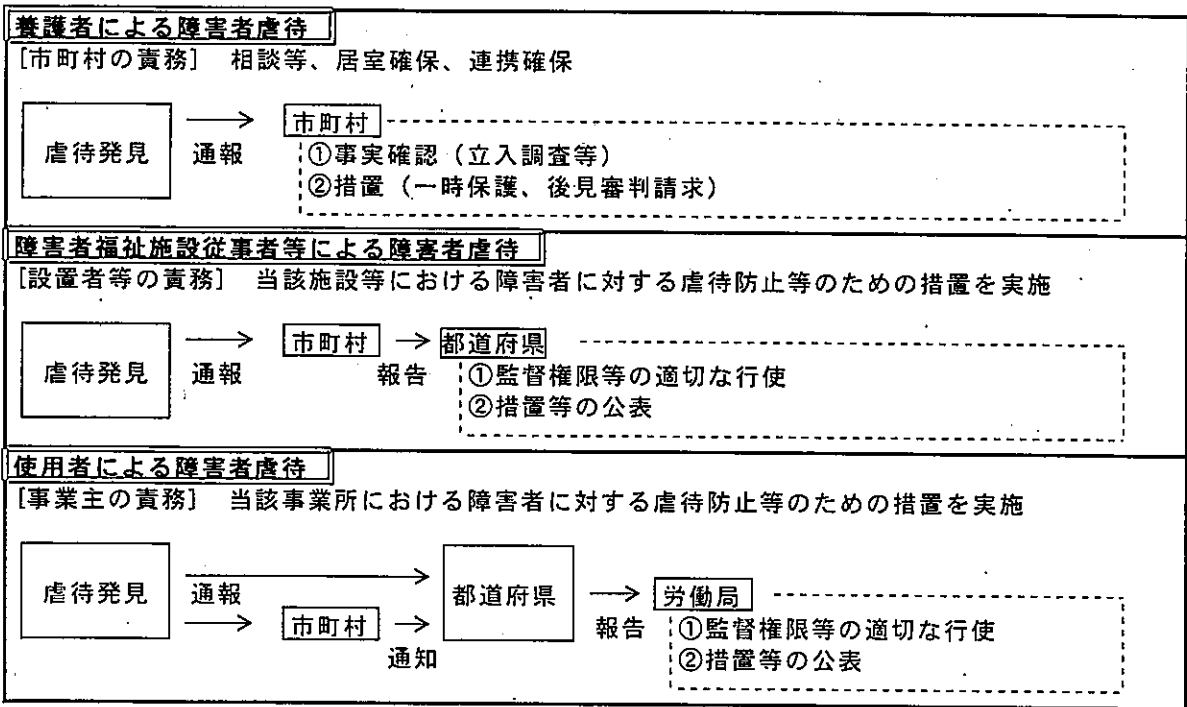 養護者による障害者虐待
[市町村の責務] 相談等、居室確保、連携確保
虐待発見
通報
市町村
①事実確認（立入調査等）
②措置（一時保護、後見審判請求）
障害者福祉施設従事者等による障害者虐待
[設置者等の責務] 当該施設等における障害者に対する虐待防止等のための措置を実施
虐待発見
通報
市町村
報告
都道府県
①監督権限等の適切な行使
②措置等の公表
使用者による障害者虐待
[事業主の責務] 当該事業所における障害者に対する虐待防止等のための措置を実施
虐待発見
通報
市町村
通知
都道府県
報告
労働局
①監督権限等の適切な行使
②措置等の公表